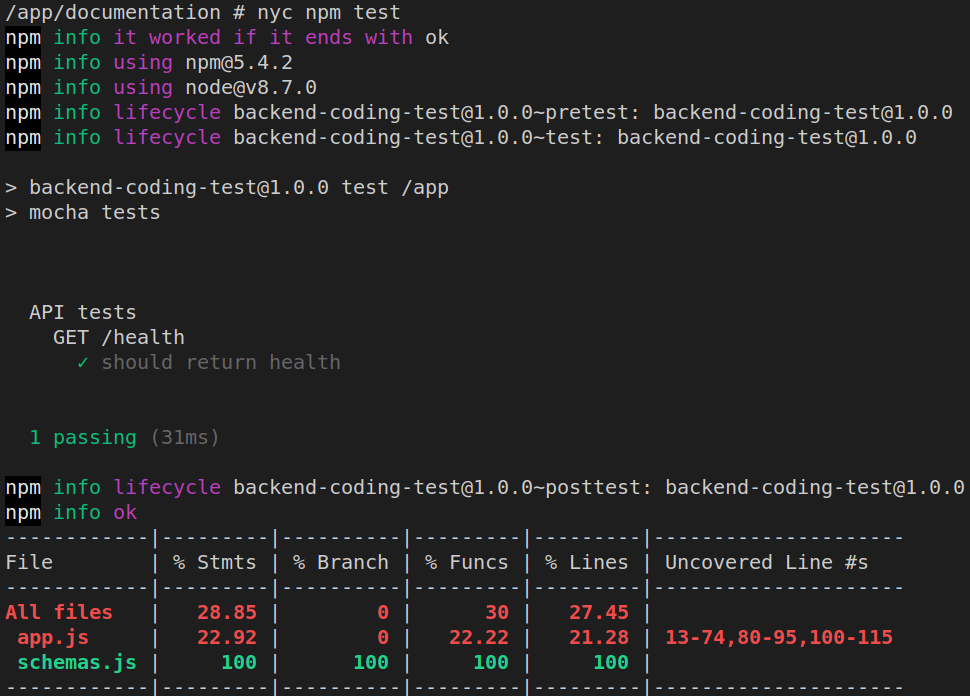 /app/documentation # nyc npm test
npm info it worked if it ends with ok
npm info using npm@5.4.2
npm info using node@v8.7.0
npm info lifecycle backend-coding-test@1.0.0~pretest: backend-coding-test@1.0.0
npm info lifecycle backend-coding-test@1.0.0~test: backend-coding-test@1.0.0
> backend-coding-test@1.0.0 test /app
> mocha tests
API tests
GET /health
✓ should return health
1 passing (31ms)
npm info lifecycle backend-coding-test@1.0.0~posttest: backend-coding-test@1.0.0
npm info ok
------------|---------|----------|---------|---------|---------------------
File        | % Stmts | % Branch | % Funcs | % Lines | Uncovered Line #s
------------|---------|----------|---------|---------|---------------------
All files   |   28.85 |        0 |      30 |   27.45 |
 app.js     |   22.92 |        0 |   22.22 |   21.28 | 13-74,80-95,100-115
 schemas.js |     100 |      100 |     100 |     100 |
------------|---------|----------|---------|---------|---------------------